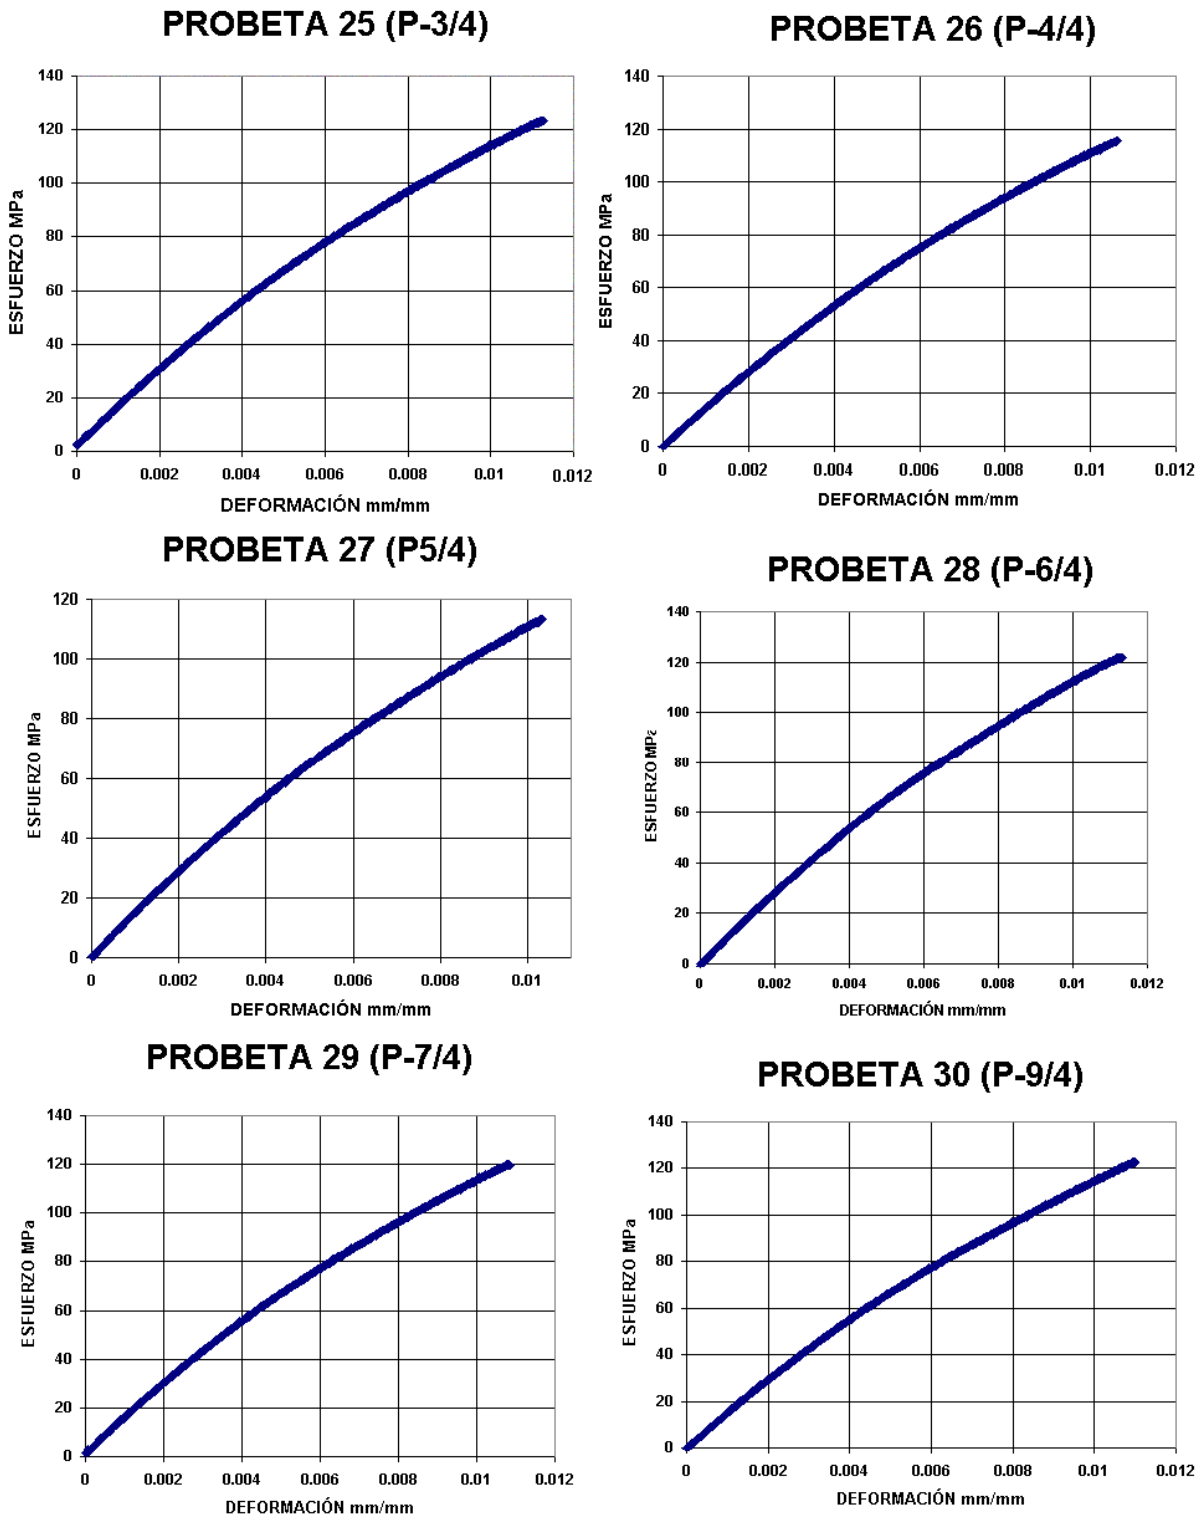 PROBETA 25 (P-3/4)
140
120
100
80
60
40
20
0
ESFUERZO MPa
0 0.002 0.004 0.006 0.008 0.01 0.012
DEFORMACIÓN mm/mm
PROBETA 26 (P-4/4)
140
120
100
80
60
40
20
0
ESFUERZO MPa
0 0.002 0.004 0.006 0.008 0.01 0.012
DEFORMACIÓN mm/mm
PROBETA 27 (P5/4)
120
100
80
60
40
20
0
ESFUERZO MPa
0 0.002 0.004 0.006 0.008 0.01
DEFORMACIÓN mm/mm
PROBETA 28 (P-6/4)
140
120
100
80
60
40
20
0
ESFUERZO MPa
0 0.002 0.004 0.006 0.008 0.01 0.012
DEFORMACIÓN mm/mm
PROBETA 29 (P-7/4)
140
120
100
80
60
40
20
0
ESFUERZO MPa
0 0.002 0.004 0.006 0.008 0.01 0.012
DEFORMACIÓN mm/mm
PROBETA 30 (P-9/4)
140
120
100
80
60
40
20
0
ESFUERZO MPa
0 0.002 0.004 0.006 0.008 0.01 0.012
DEFORMACIÓN mm/mm